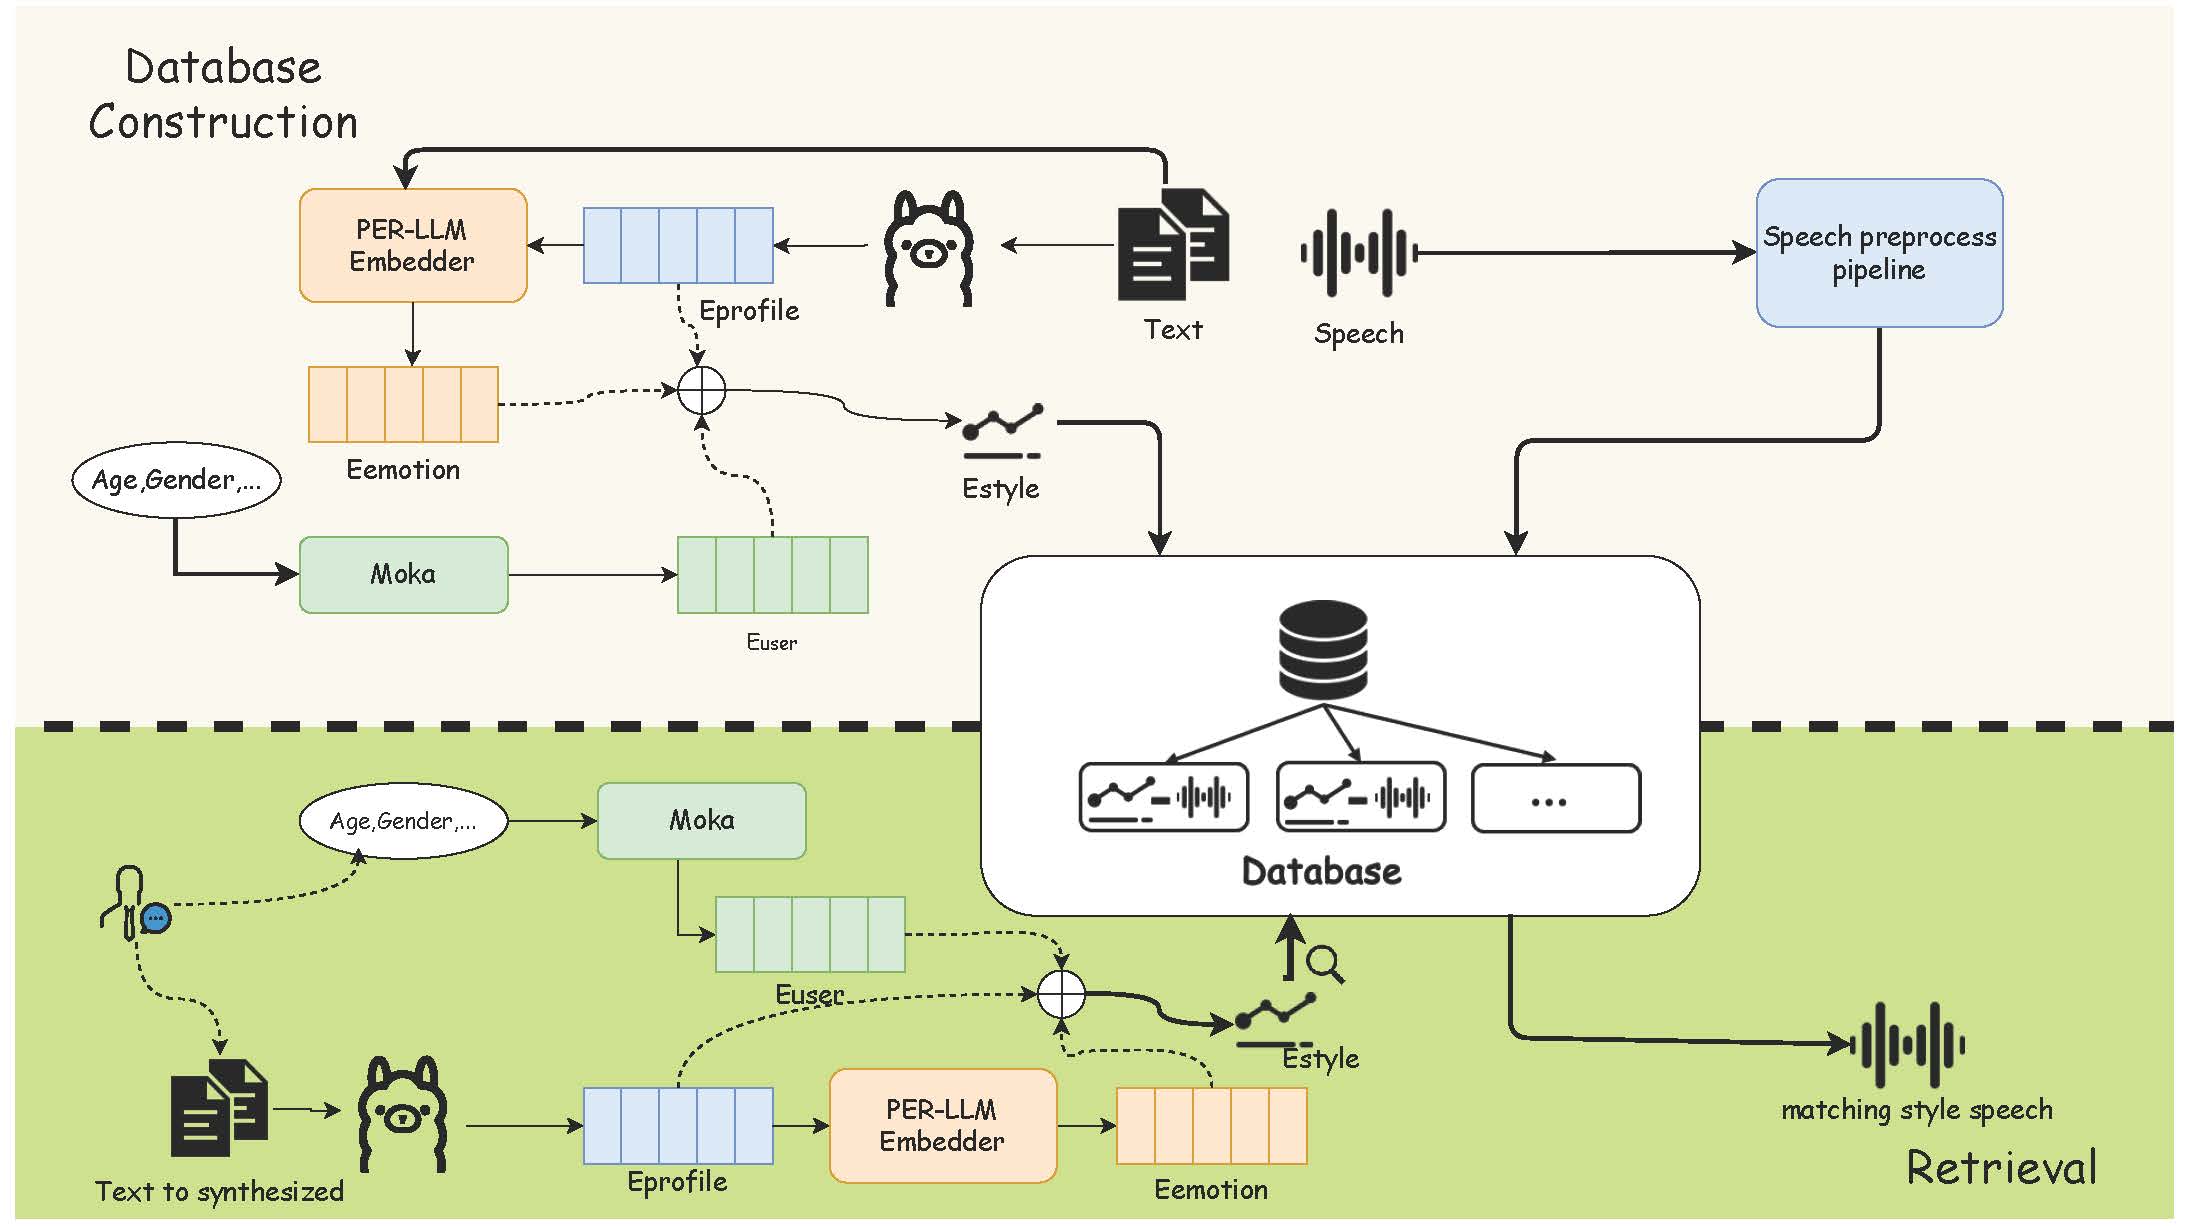 Database
Construction
PER-LLM
Embedder
Eprofile
Text
Speech
Speech preprocess
pipeline
Eemotion
Estyle
Age,Gender,...
Moka
Euser
Database
...
Age,Gender,...
Moka
Euser
Estyle
Text to synthesized
Eprofile
PER-LLM
Embedder
Eemotion
matching style speech
Retrieval